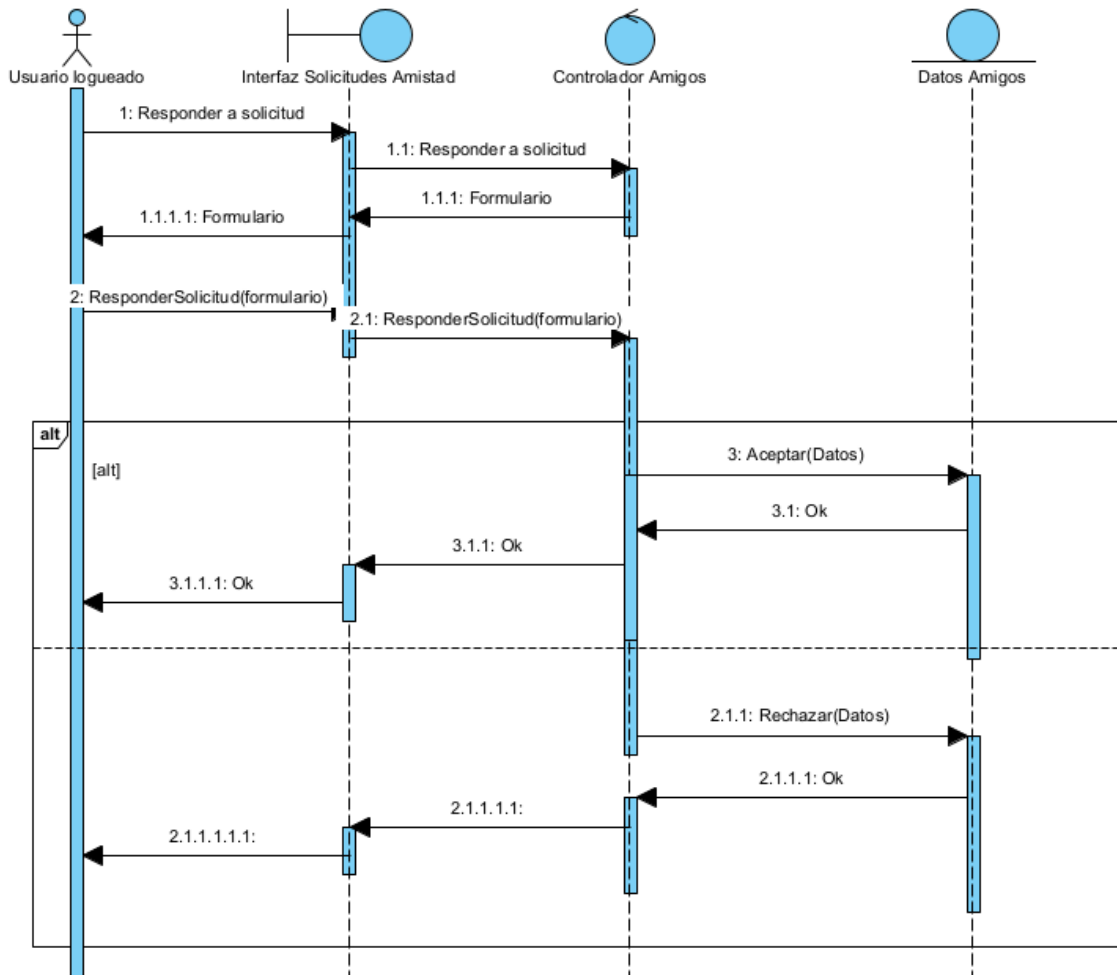 Usuario logueado
Interfaz Solicitudes Amistad
Controlador Amigos
Datos Amigos
1: Responder a solicitud
1.1: Responder a solicitud
1.1.1: Formulario
1.1.1.1: Formulario
2: ResponderSolicitud(formulario)
2.1: ResponderSolicitud(formulario)
alt
[alt]
3: Aceptar(Datos)
3.1: Ok
3.1.1: Ok
3.1.1.1: Ok
2.1.1: Rechazar(Datos)
2.1.1.1: Ok
2.1.1.1.1:
2.1.1.1.1.1: